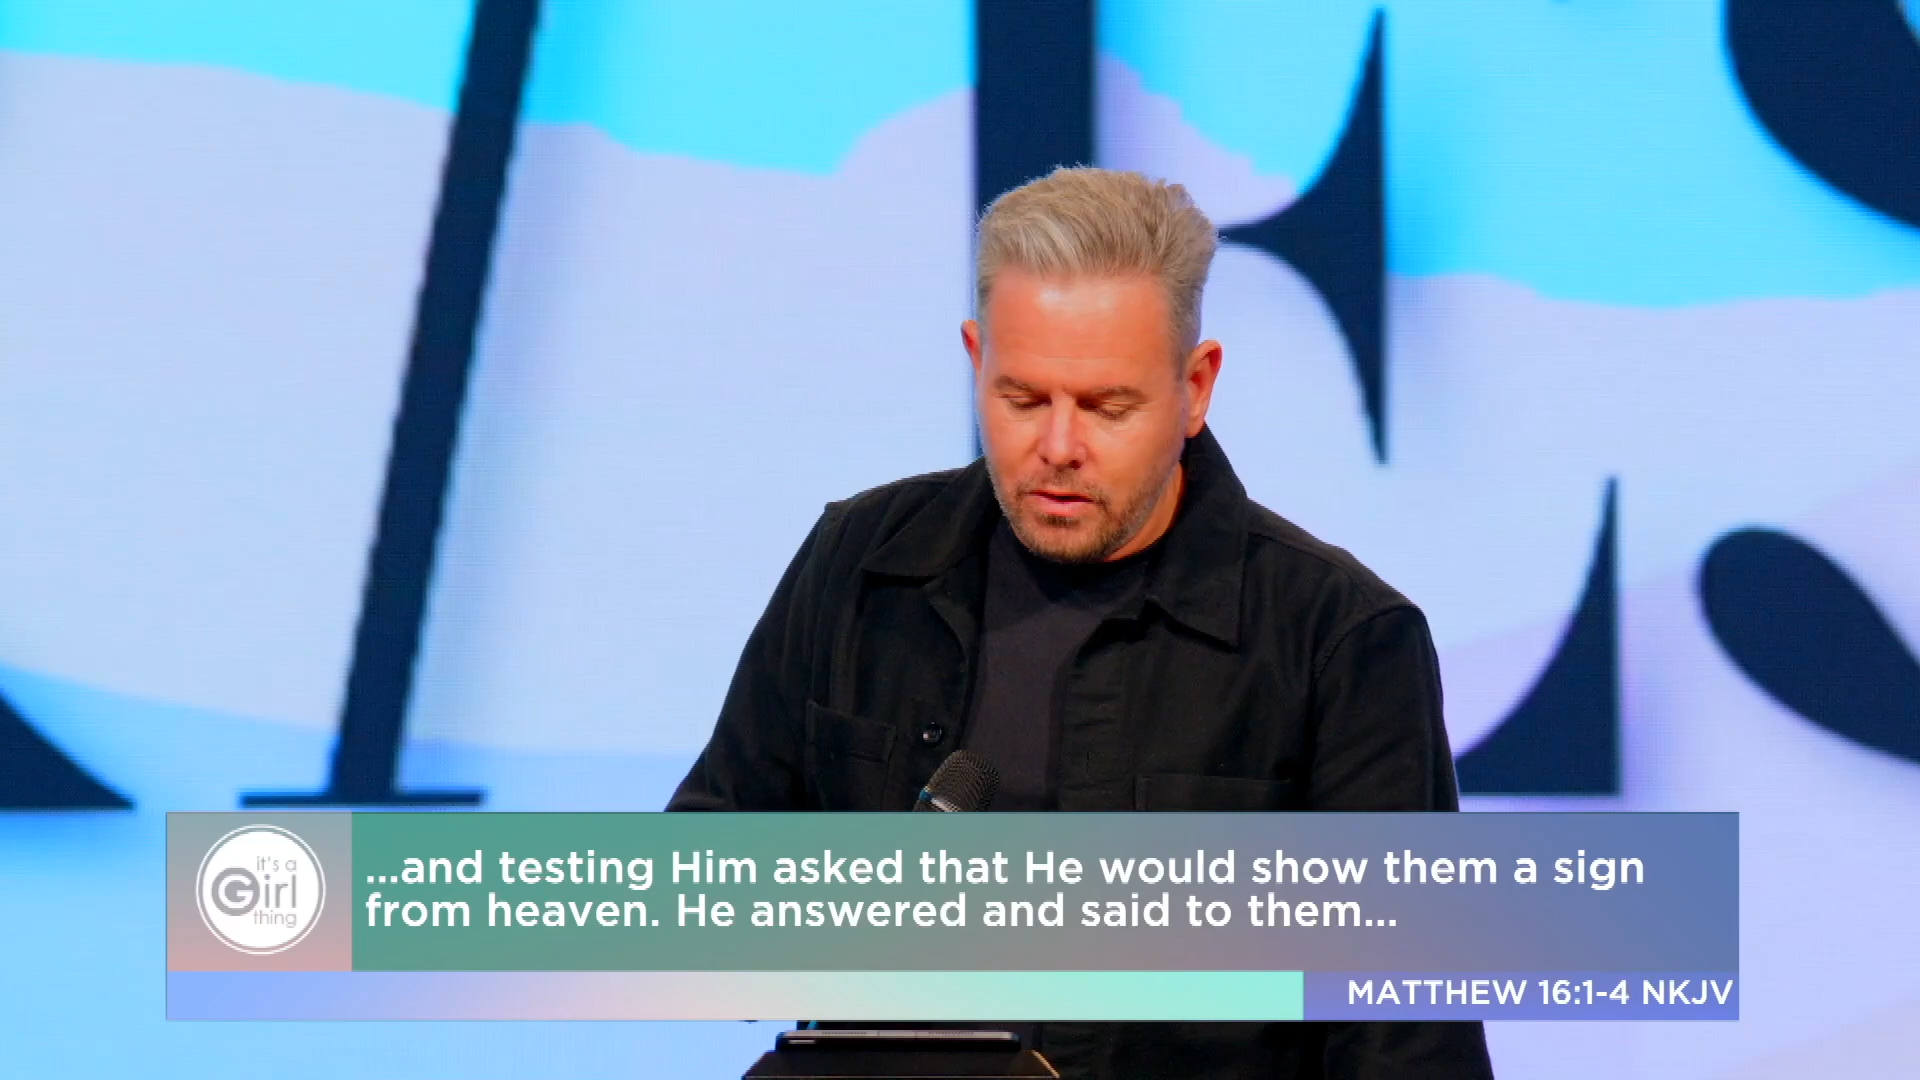 it's a
Girl
thing
...and testing Him asked that He would show them a sign
from heaven. He answered and said to them...
MATTHEW 16:1-4 NKJV